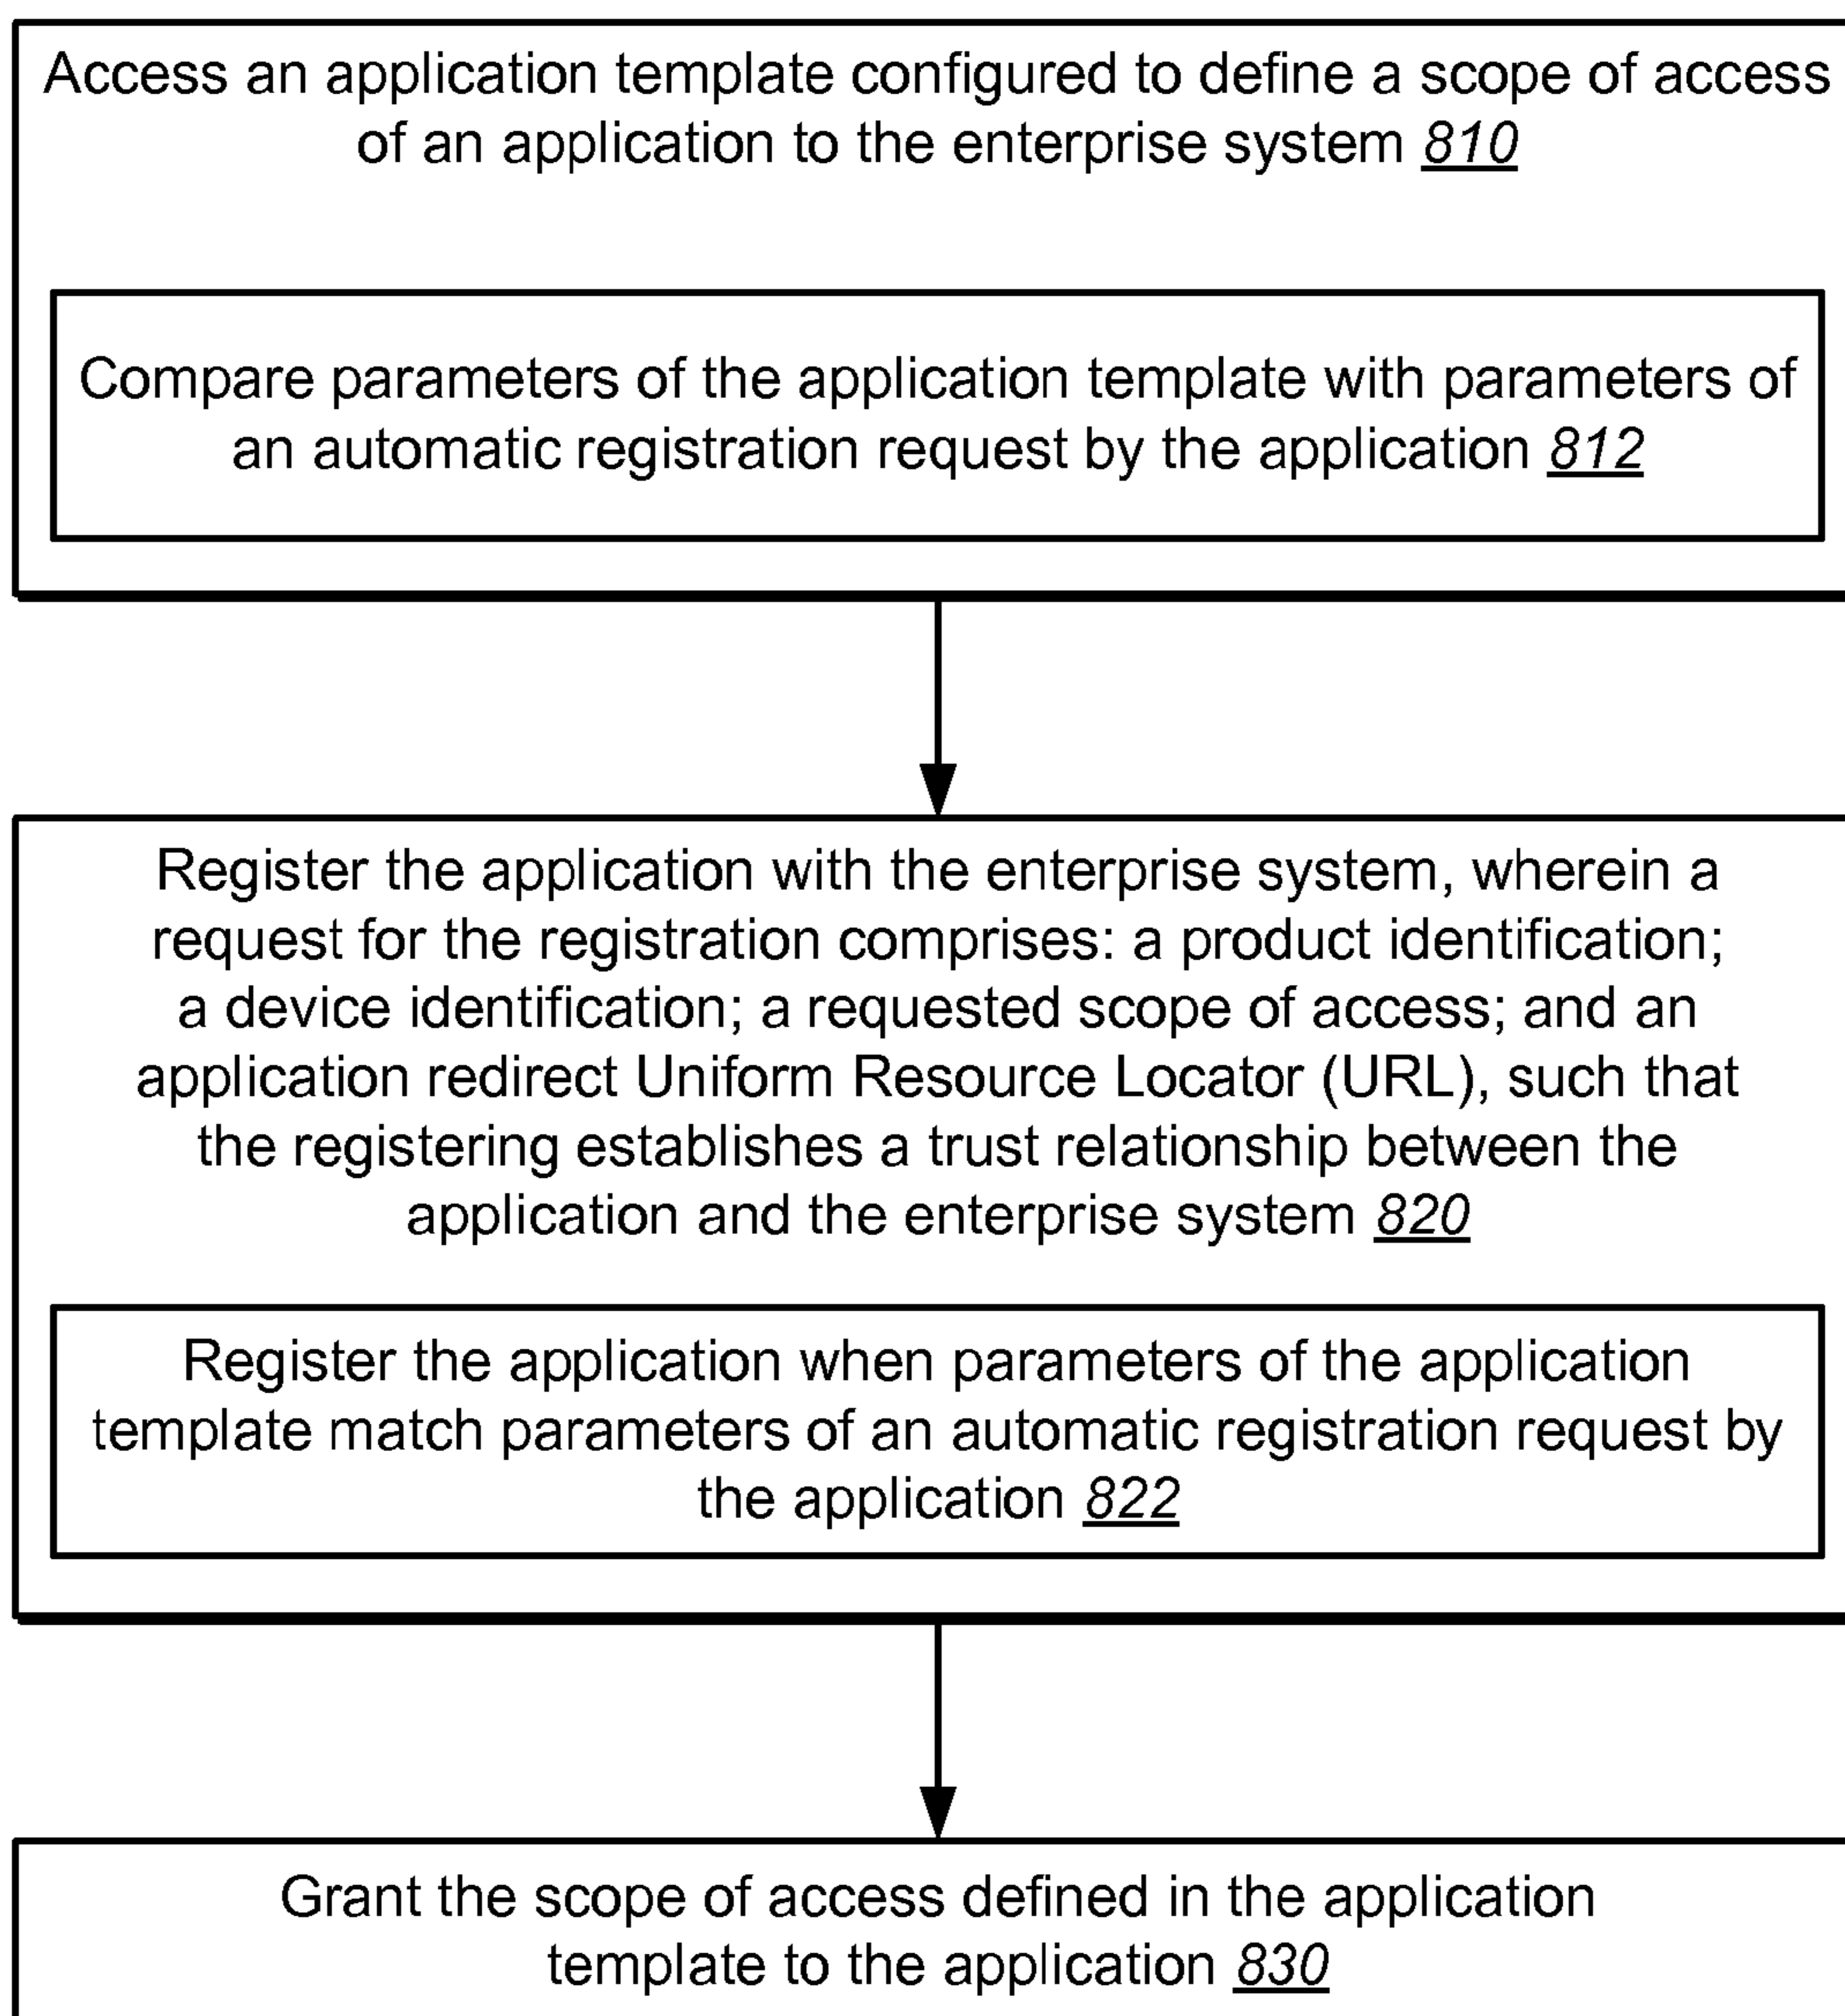 Access an application template configured to define a scope of access
of an application to the enterprise system 810
Compare parameters of the application template with parameters of
an automatic registration request by the application 812
Register the application with the enterprise system, wherein a
request for the registration comprises: a product identification;
a device identification; a requested scope of access; and an
application redirect Uniform Resource Locator (URL), such that
the registering establishes a trust relationship between the
application and the enterprise system 820
Register the application when parameters of the application
template match parameters of an automatic registration request by
the application 822
Grant the scope of access defined in the application
template to the application 830